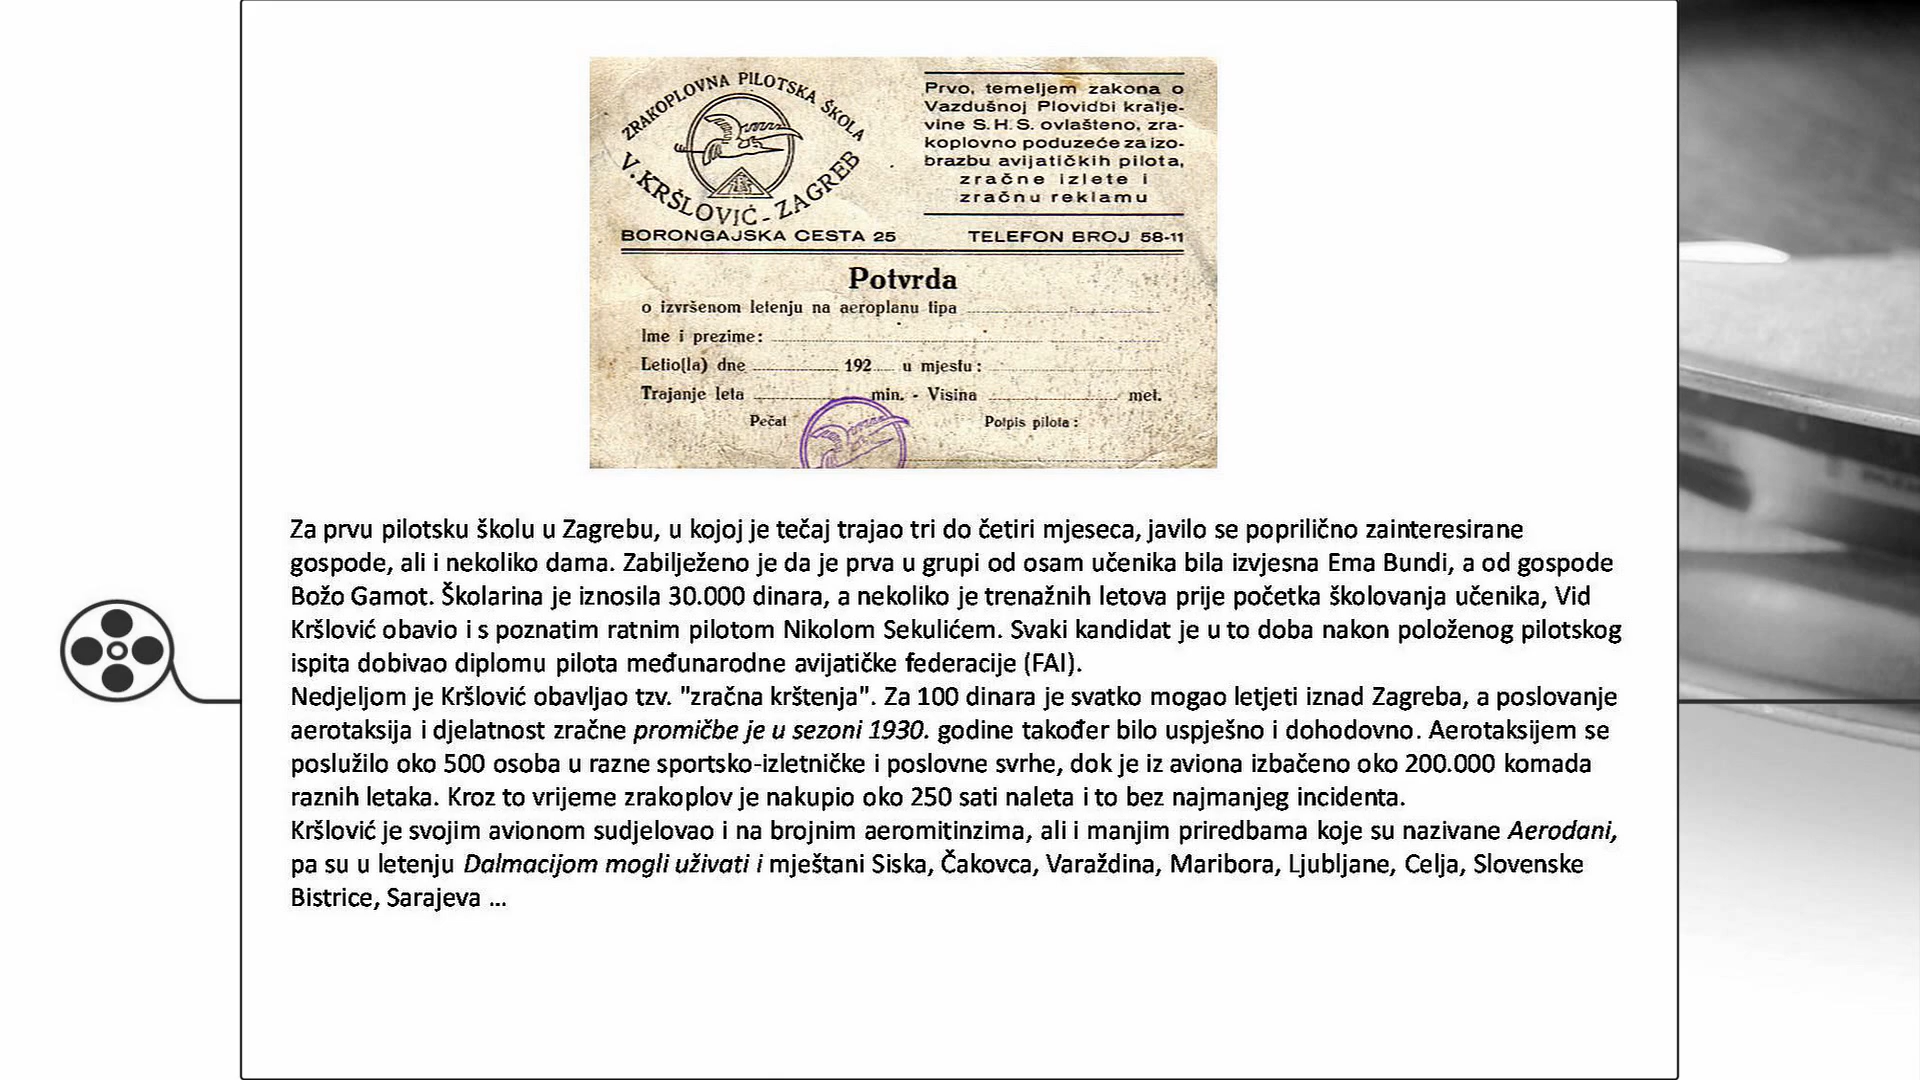 ZRAKOPLOVNA PILOTSKA ŠKOLA
V. KRŠLOVIĆ - ZAGREB
Prvo, temeljem zakona o
Vazdušnoj Plovidbi kralje-
vine S.H.S. ovlašteno, zra-
koplovno poduzeće za izo-
brazbu avijatičkih pilota,
zračne izlete i
zračnu reklamu
BORONGAJSKA CESTA 25 TELEFON BROJ 58-11
Potvrda
o izvršenom letenju na aeroplanu tipa
Ime i prezime:
Letio(la) dne 192 u mjestu:
Trajanje leta min. - Visina met.
Pečat Potpis pilota:
Za prvu pilotsku školu u Zagrebu, u kojoj je tečaj trajao tri do četiri mjeseca, javilo se poprilično zainteresirane
gospode, ali i nekoliko dama. Zabilježeno je da je prva u grupi od osam učenika bila izvjesna Ema Bundi, a od gospode
Božo Gamot. Školarina je iznosila 30.000 dinara, a nekoliko je trenažnih letova prije početka školovanja učenika, Vid
Kršlović obavio i s poznatim ratnim pilotom Nikolom Sekulićem. Svaki kandidat je u to doba nakon položenog pilotskog
ispita dobivao diplomu pilota međunarodne avijatičke federacije (FAI).
Nedjeljom je Kršlović obavljao tzv. "zračna krštenja". Za 100 dinara je svatko mogao letjeti iznad Zagreba, a poslovanje
aerotaksija i djelatnost zračne promičbe je u sezoni 1930. godine također bilo uspješno i dohodovno. Aerotaksijem se
poslužilo oko 500 osoba u razne sportsko-izletničke i poslovne svrhe, dok je iz aviona izbačeno oko 200.000 komada
raznih letaka. Kroz to vrijeme zrakoplov je nakupio oko 250 sati naleta i to bez najmanjeg incidenta.
Kršlović je svojim avionom sudjelovao i na brojnim aeromitinzima, ali i manjim priredbama koje su nazivane Aerodani,
pa su u letenju Dalmacijom mogli uživati i mještani Siska, Čakovca, Varaždina, Maribora, Ljubljane, Celja, Slovenske
Bistrice, Sarajeva ...